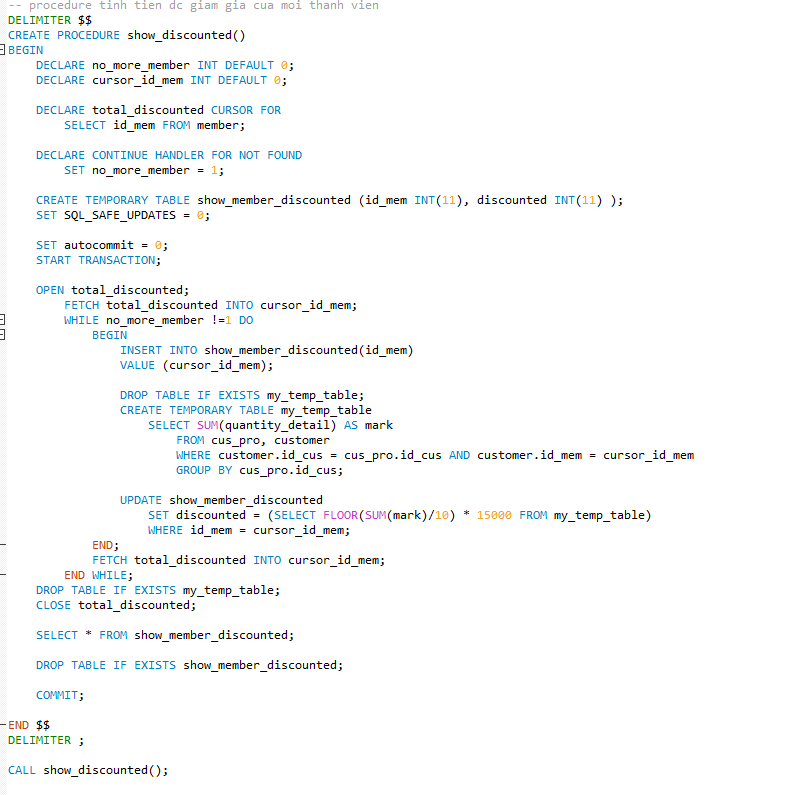 -- procedure tinh tien dc giam gia cua moi thanh vien
DELIMITER $$
CREATE PROCEDURE show_discounted()
BEGIN
DECLARE no_more_member INT DEFAULT 0;
DECLARE cursor_id_mem INT DEFAULT 0;
DECLARE total_discounted CURSOR FOR
SELECT id_mem FROM member;
DECLARE CONTINUE HANDLER FOR NOT FOUND
SET no_more_member = 1;
CREATE TEMPORARY TABLE show_member_discounted (id_mem INT(11), discounted INT(11) );
SET SQL_SAFE_UPDATES = 0;
SET autocommit = 0;
START TRANSACTION;
OPEN total_discounted;
FETCH total_discounted INTO cursor_id_mem;
WHILE no_more_member !=1 DO
BEGIN
INSERT INTO show_member_discounted(id_mem)
VALUE (cursor_id_mem);
DROP TABLE IF EXISTS my_temp_table;
CREATE TEMPORARY TABLE my_temp_table
SELECT SUM(quantity_detail) AS mark
FROM cus_pro, customer
WHERE customer.id_cus = cus_pro.id_cus AND customer.id_mem = cursor_id_mem
GROUP BY cus_pro.id_cus;
UPDATE show_member_discounted
SET discounted = (SELECT FLOOR(SUM(mark)/10) * 15000 FROM my_temp_table)
WHERE id_mem = cursor_id_mem;
END;
FETCH total_discounted INTO cursor_id_mem;
END WHILE;
DROP TABLE IF EXISTS my_temp_table;
CLOSE total_discounted;
SELECT * FROM show_member_discounted;
DROP TABLE IF EXISTS show_member_discounted;
COMMIT;
END $$
DELIMITER ;
CALL show_discounted();